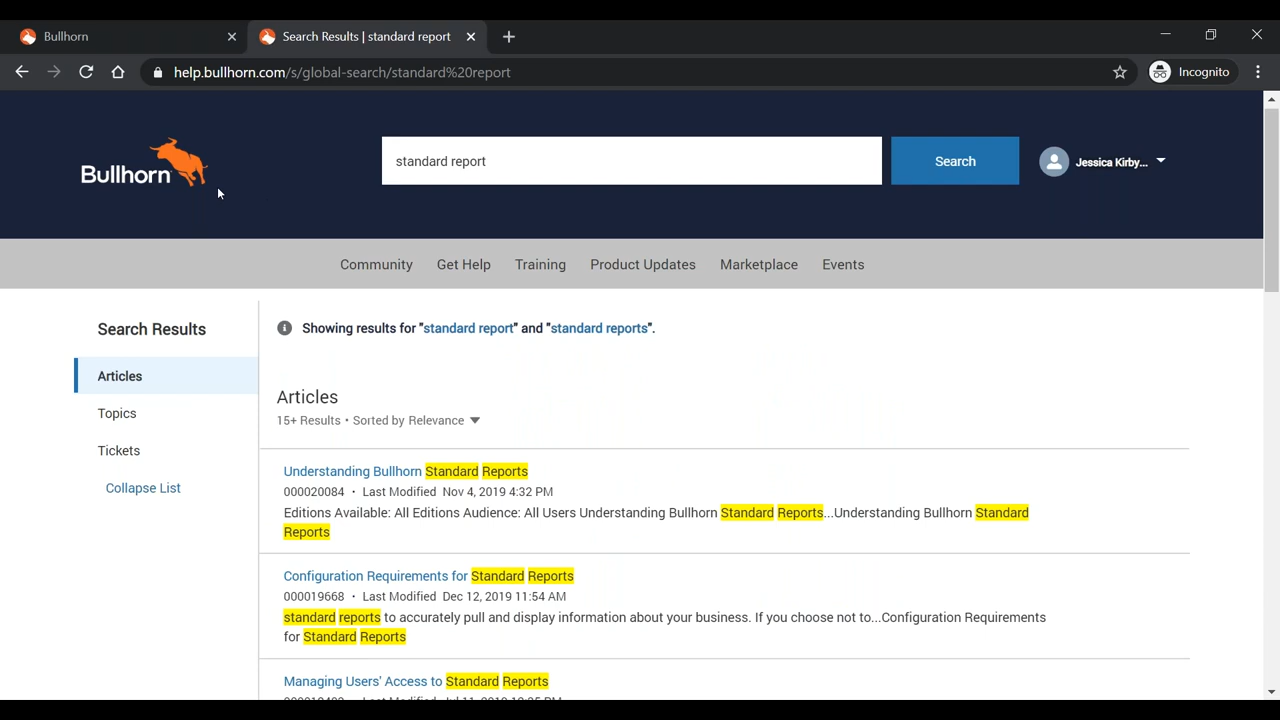 Bullhorn
Search Results | standard report
help.bullhorn.com/s/global-search/standard%20report
Incognito
Bullhorn
standard report
Search
Jessica Kirby...
Community Get Help Training Product Updates Marketplace Events
Search Results
Articles
Topics
Tickets
Collapse List
Showing results for "standard report" and "standard reports".
Articles
15+ Results • Sorted by Relevance
Understanding Bullhorn Standard Reports
000020084 • Last Modified Nov 4, 2019 4:32 PM
Editions Available: All Editions Audience: All Users Understanding Bullhorn Standard Reports...Understanding Bullhorn Standard
Reports
Configuration Requirements for Standard Reports
000019668 • Last Modified Dec 12, 2019 11:54 AM
standard reports to accurately pull and display information about your business. If you choose not to...Configuration Requirements
for Standard Reports
Managing Users' Access to Standard Reports